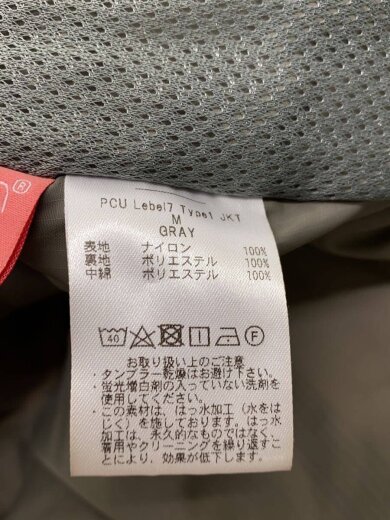 PCU Lebel7 Type1 JKT
M
GRAY
表地 ナイロン 100%
裏地 ポリエステル 100%
中綿 ポリエステル 100%
40
F
お取り扱い上のご注意
・タンブラー乾燥はお避け下さい。
・蛍光増白剤の入っていない洗剤を
使用してください。
・この素材は、はっ水加工(水をは
じく)を施しております。はっ水
加工は、永久的なものではなく、
着用やクリーニングを繰り返すこ
とにより、効果が低下します。
®